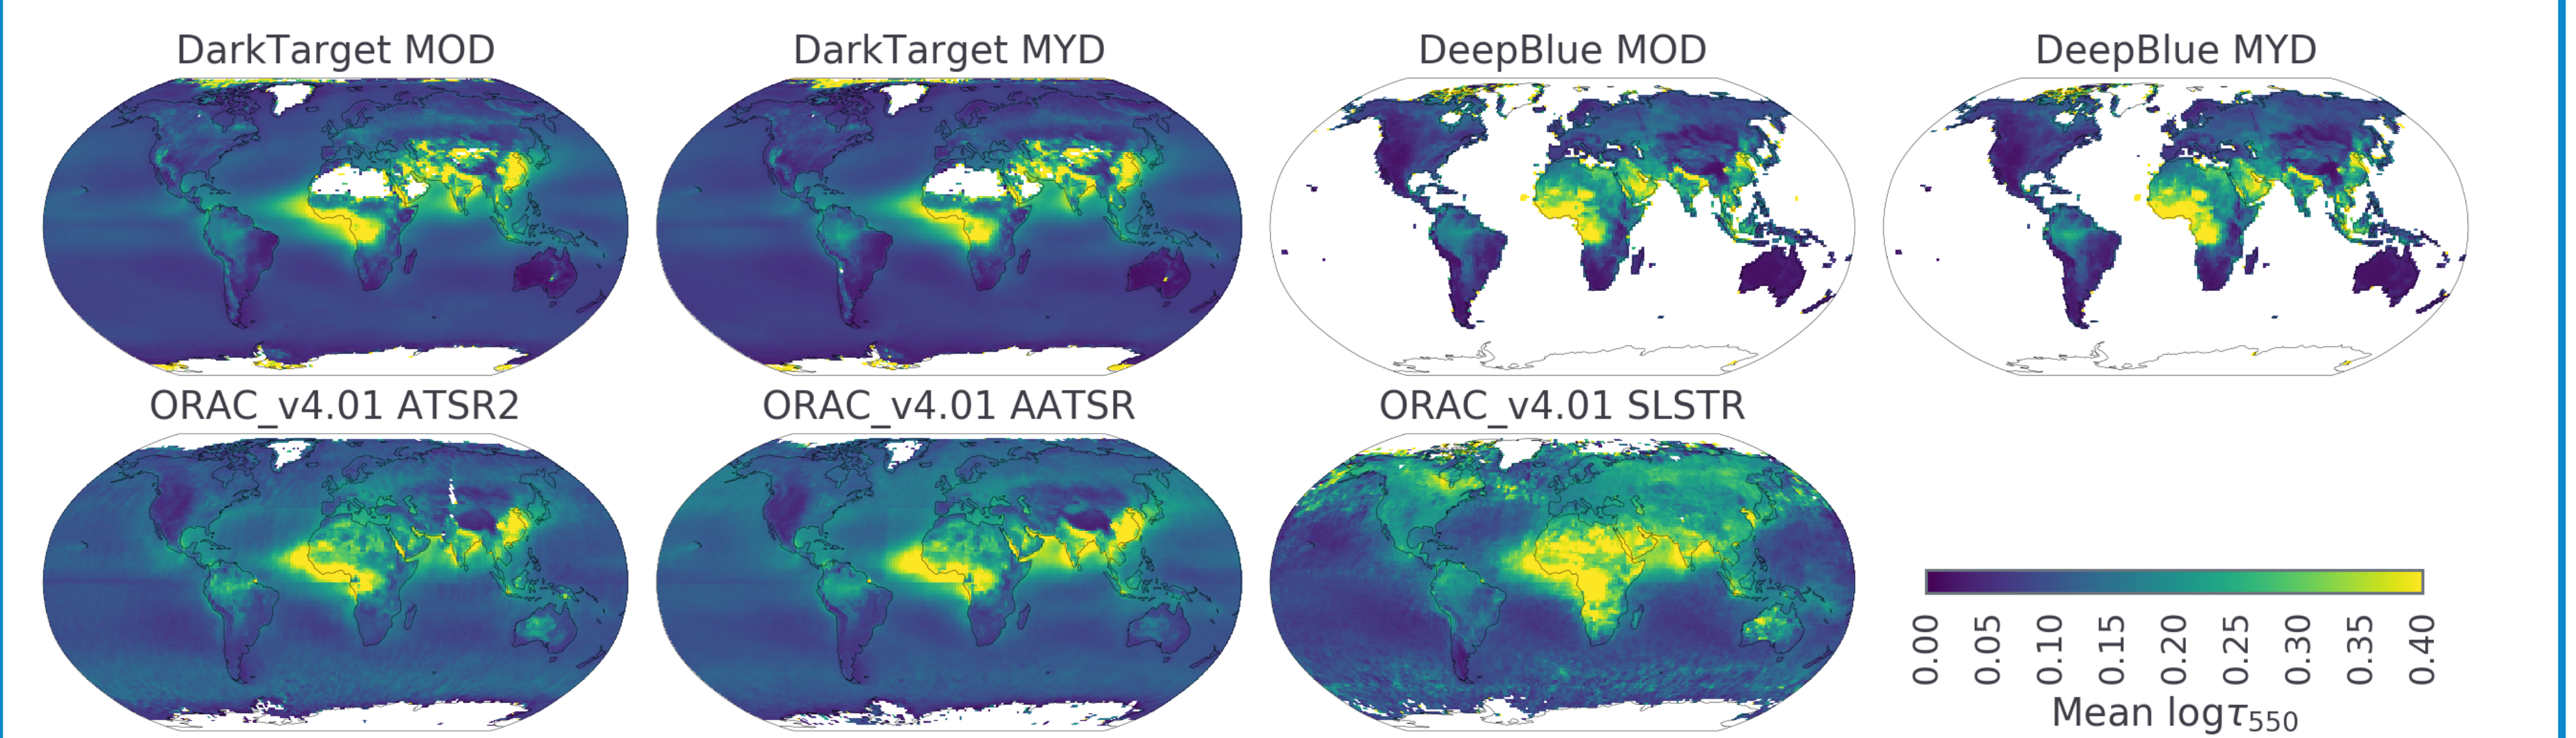 DarkTarget MOD
DarkTarget MYD
DeepBlue MOD
DeepBlue MYD
ORAC_v4.01 ATSR2
ORAC_v4.01 AATSR
ORAC_v4.01 SLSTR
0.00
0.05
0.10
0.15
0.20
0.25
0.30
0.35
0.40
Mean logτ₅₅₀